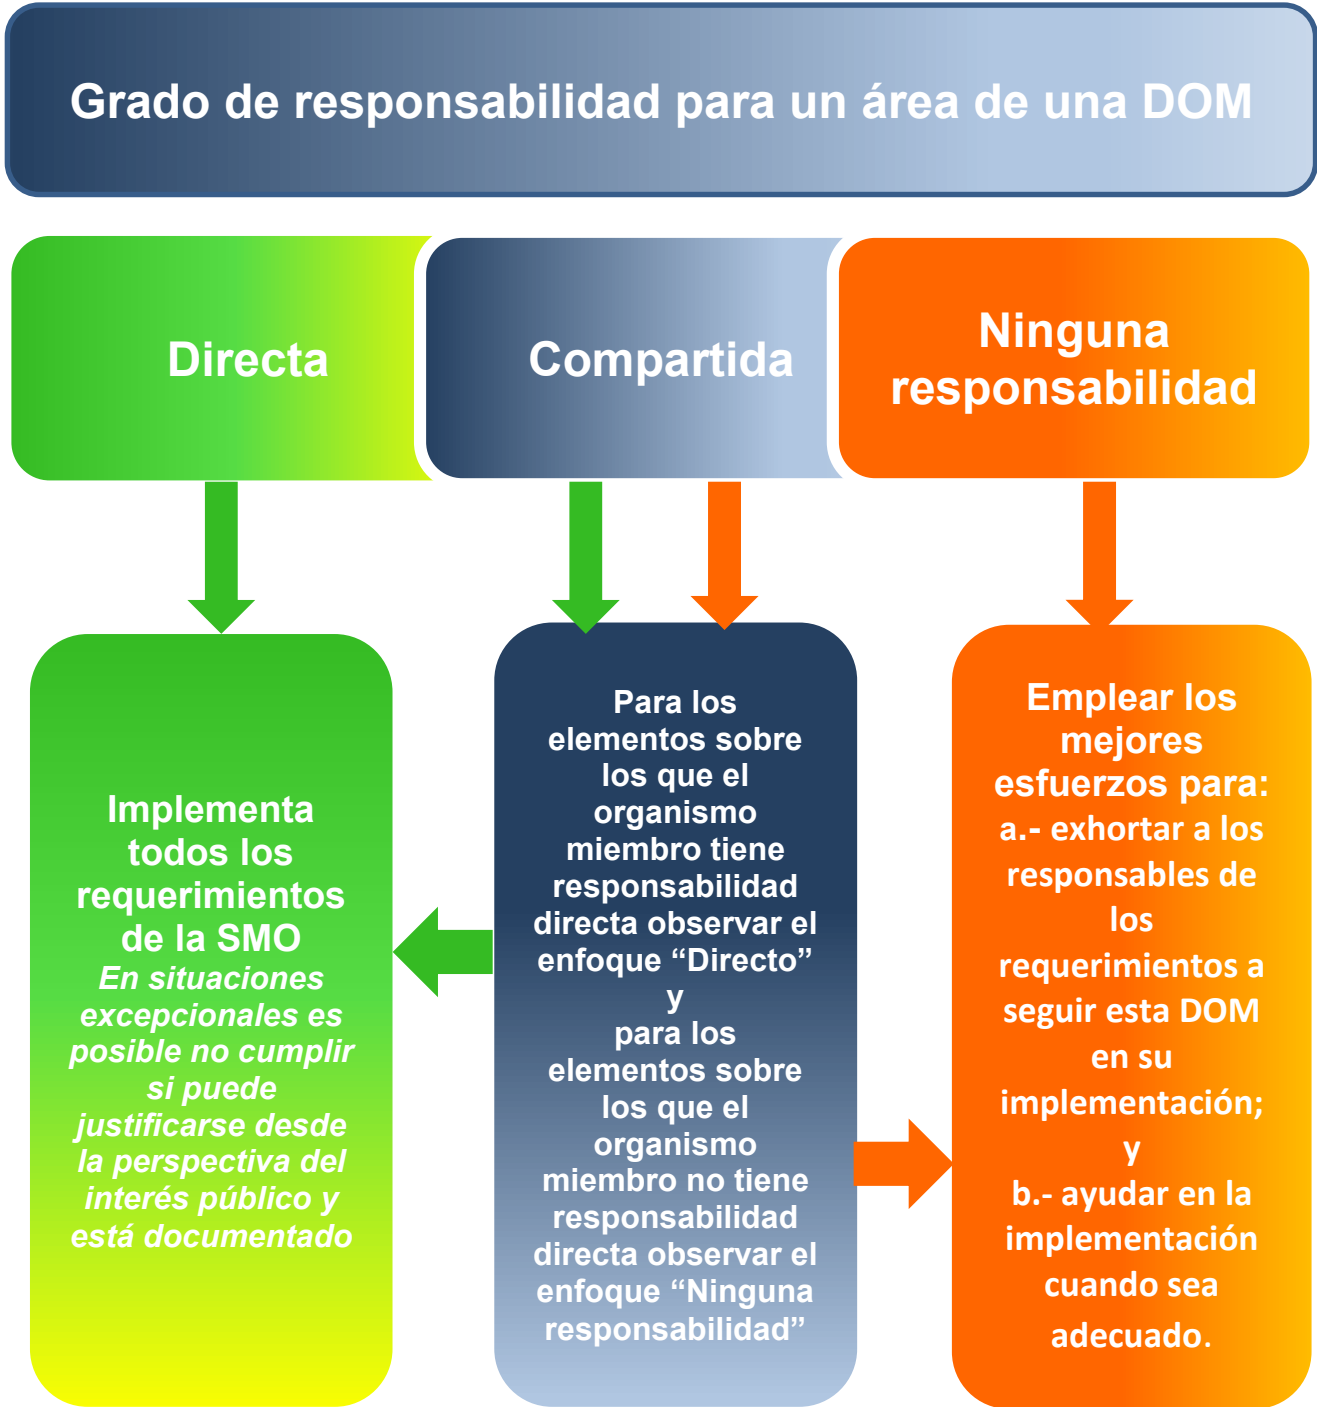 Grado de responsabilidad para un área de una DOM
Directa
Compartida
Ninguna
responsabilidad
Implementa
todos los
requerimientos
de la SMO
En situaciones
excepcionales es
posible no cumplir
si puede
justificarse desde
la perspectiva del
interés público y
está documentado
Para los
elementos sobre
los que el
organismo
miembro tiene
responsabilidad
directa observar el
enfoque “Directo”
y
para los
elementos sobre
los que el
organismo
miembro no tiene
responsabilidad
directa observar el
enfoque “Ninguna
responsabilidad”
Emplear los
mejores
esfuerzos para:
a.- exhortar a los
responsables de
los
requerimientos a
seguir esta DOM
en su
implementación;
y
b.- ayudar en la
implementación
cuando sea
adecuado.